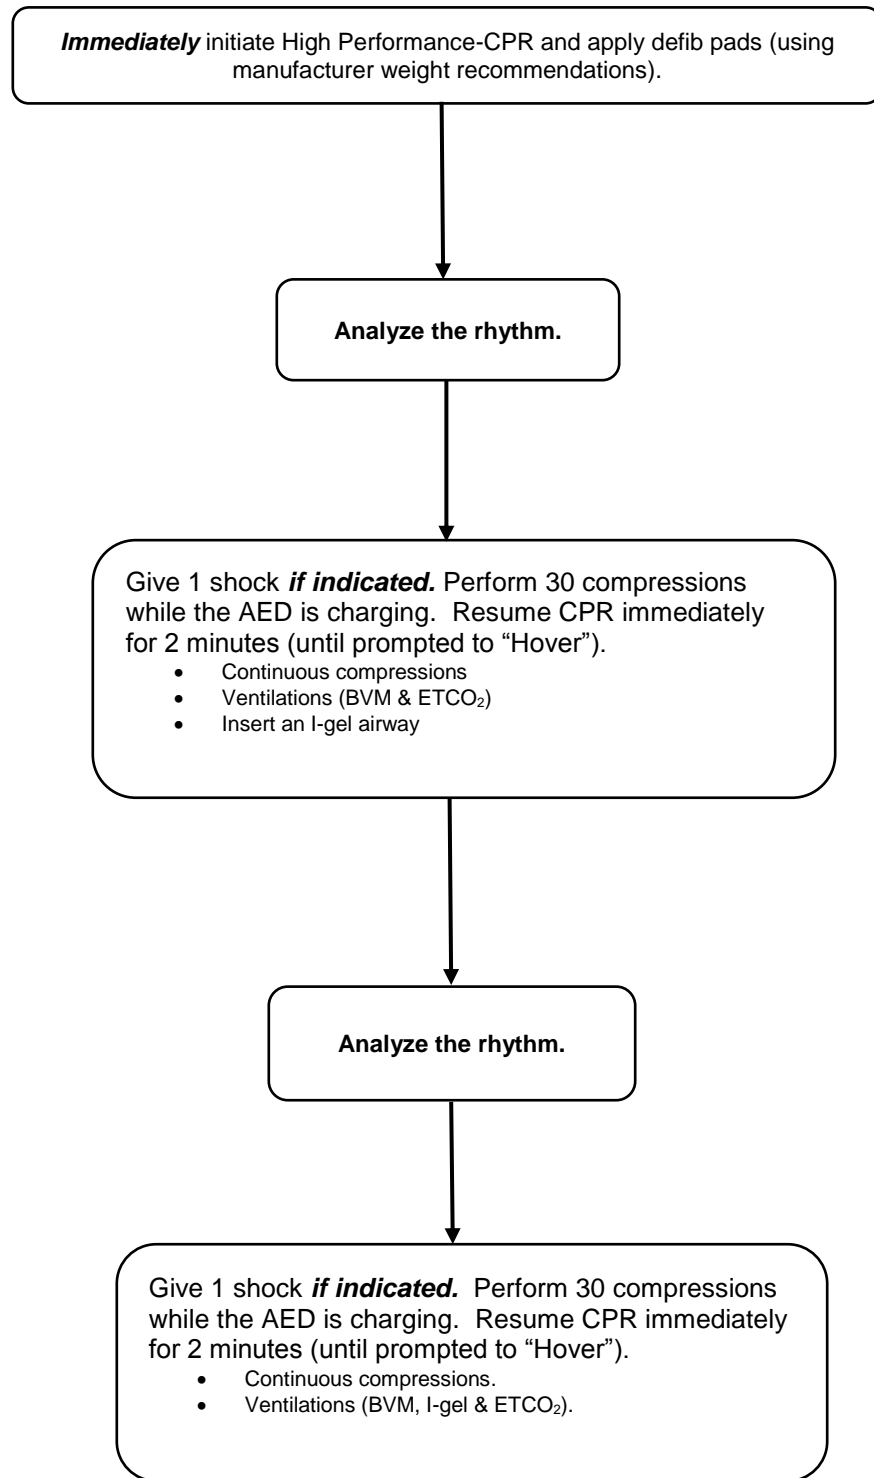 Immediately initiate High Performance-CPR and apply defib pads (using
manufacturer weight recommendations).
Analyze the rhythm.
Give 1 shock if indicated. Perform 30 compressions
while the AED is charging.  Resume CPR immediately
for 2 minutes (until prompted to “Hover”).
• Continuous compressions
• Ventilations (BVM & ETCO₂)
• Insert an I-gel airway
Analyze the rhythm.
Give 1 shock if indicated.  Perform 30 compressions
while the AED is charging.  Resume CPR immediately
for 2 minutes (until prompted to “Hover”).
• Continuous compressions.
• Ventilations (BVM, I-gel & ETCO₂).